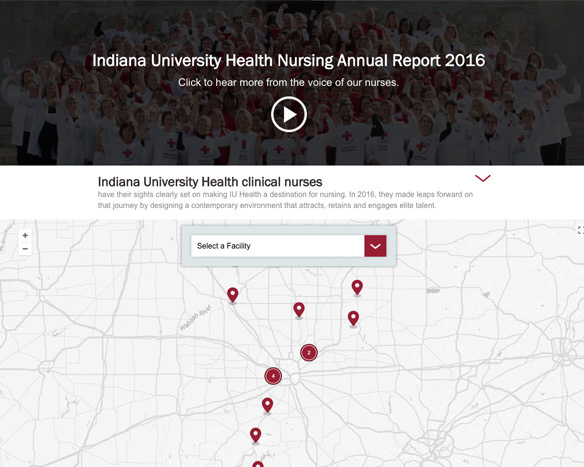 Indiana University Health Nursing Annual Report 2016
Click to hear more from the voice of our nurses.
Indiana University Health clinical nurses
have their sights clearly set on making IU Health a destination for nursing. In 2016, they made leaps forward on
that journey by designing a contemporary environment that attracts, retains and engages elite talent.
+
−
Select a Facility
Wabash River
2
4